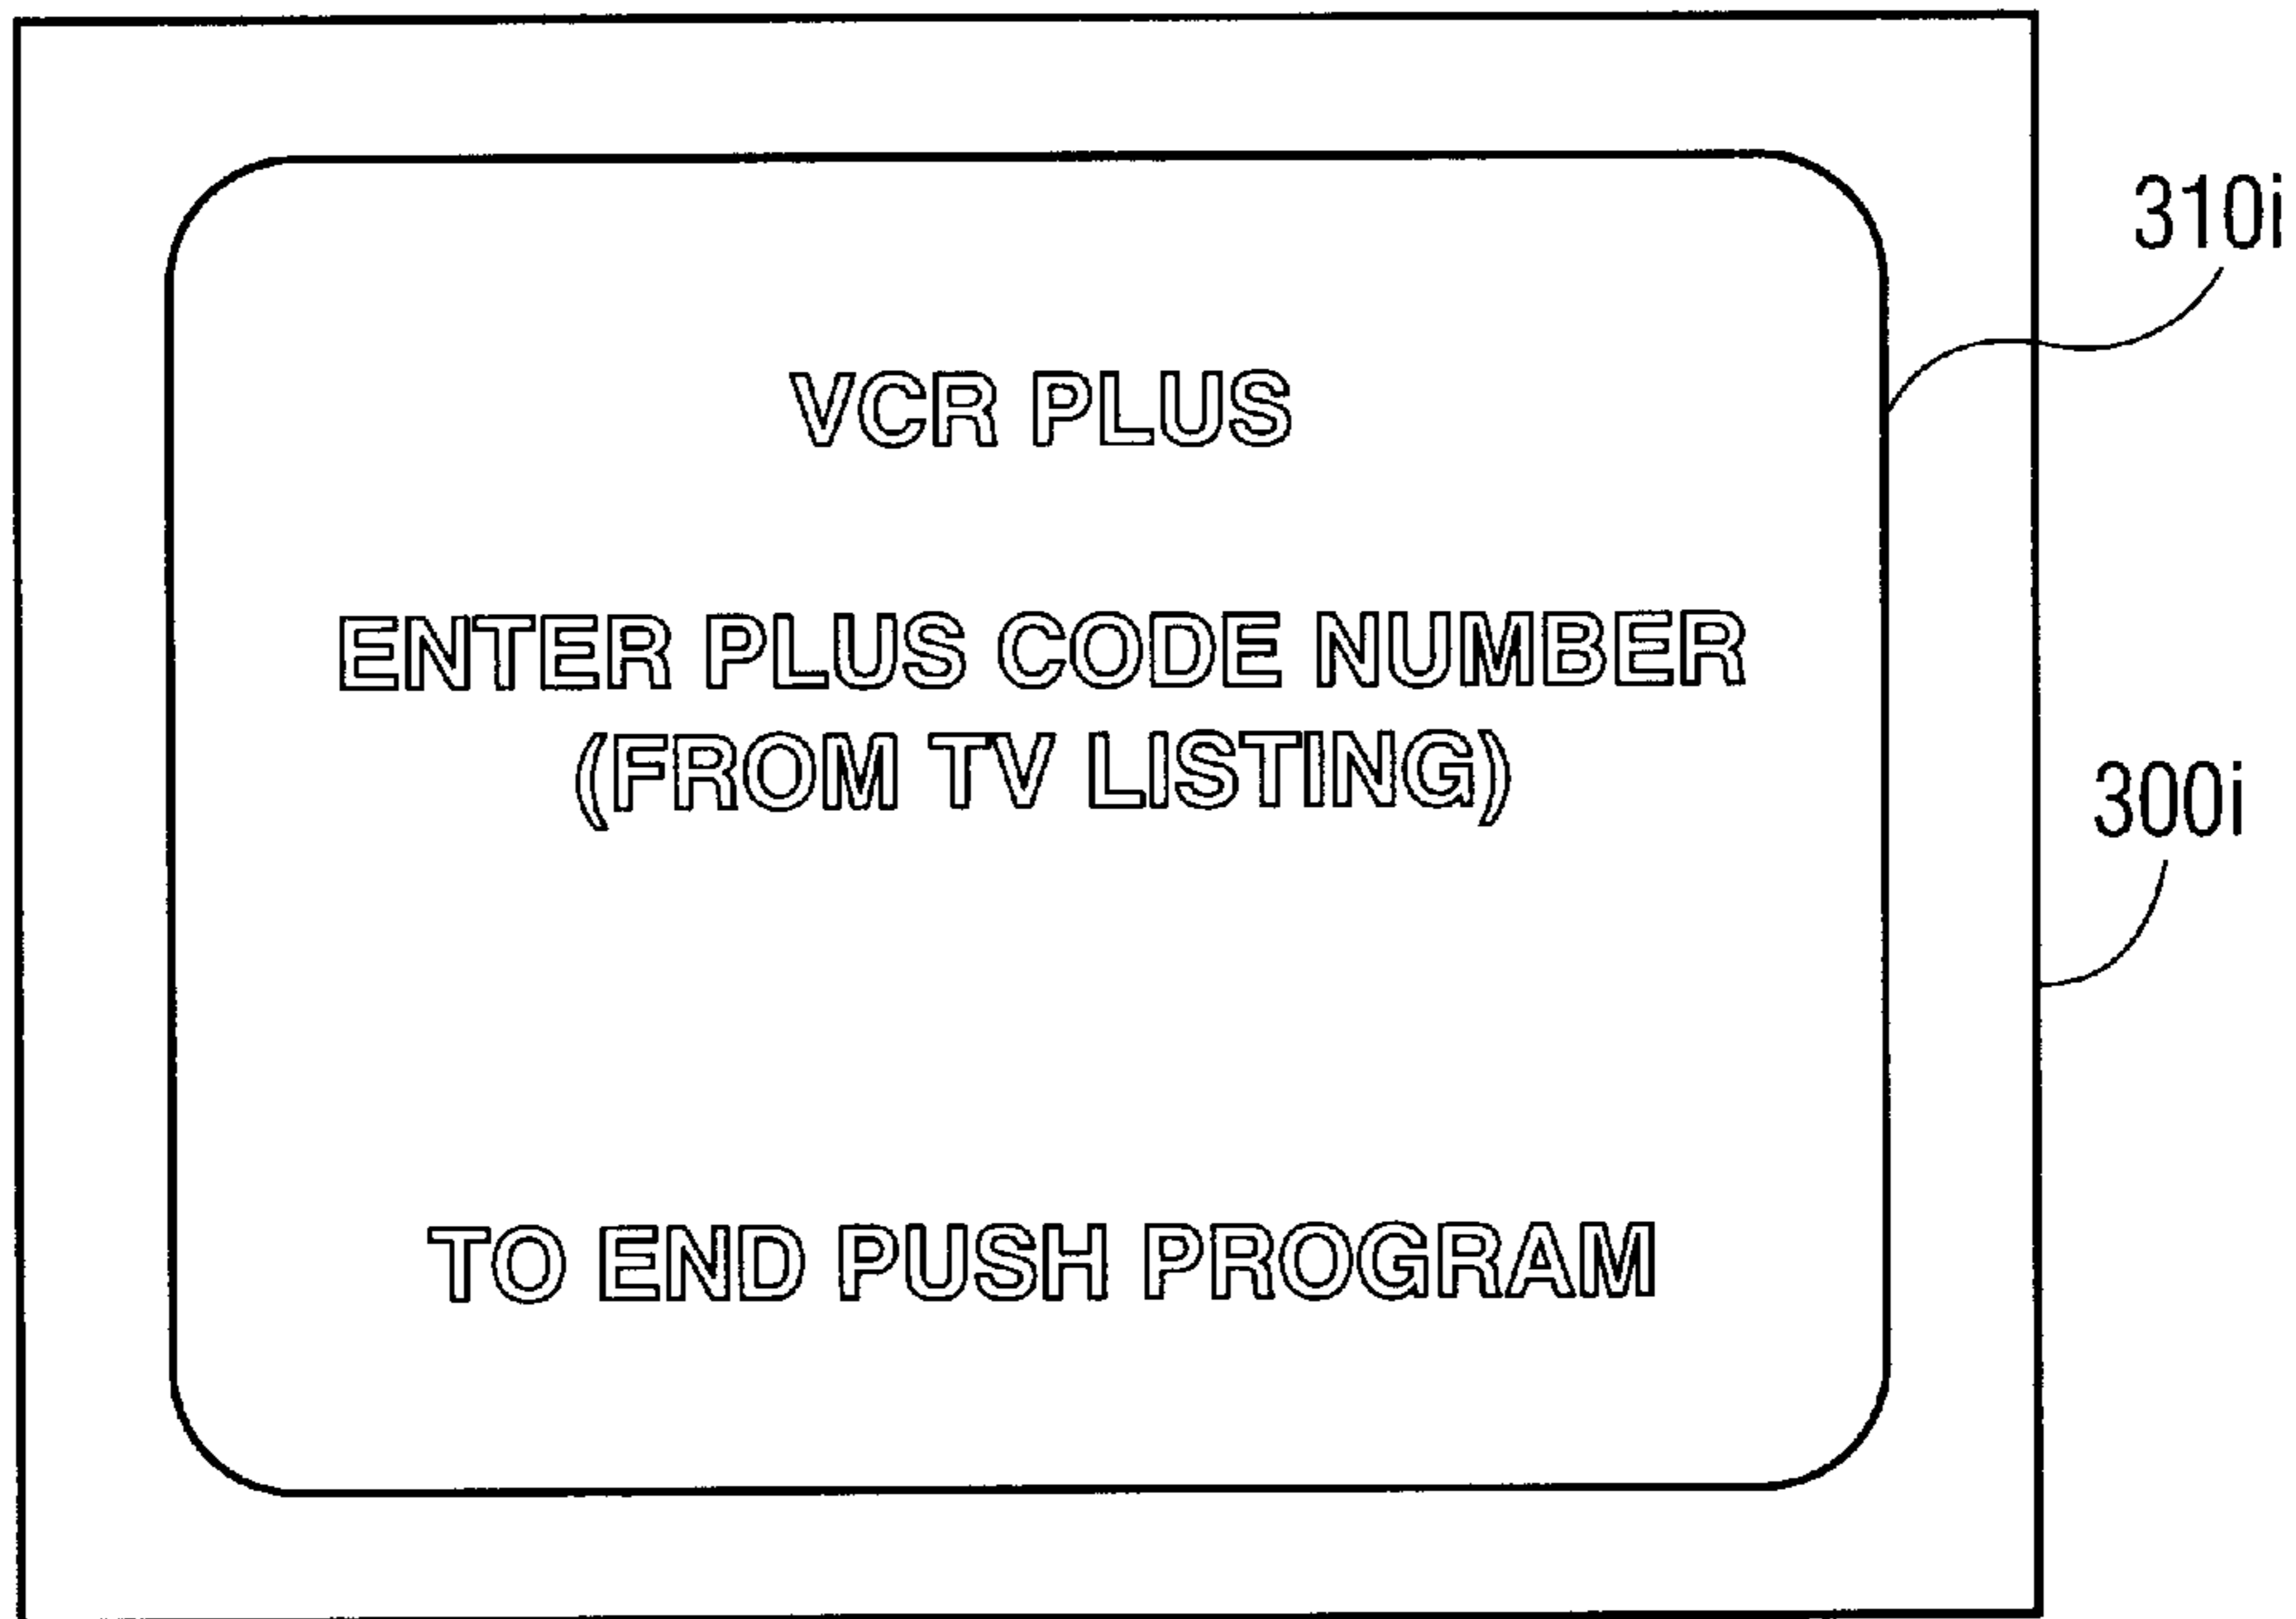 310i
VCR PLUS
ENTER PLUS CODE NUMBER
(FROM TV LISTING)
300i
TO END PUSH PROGRAM